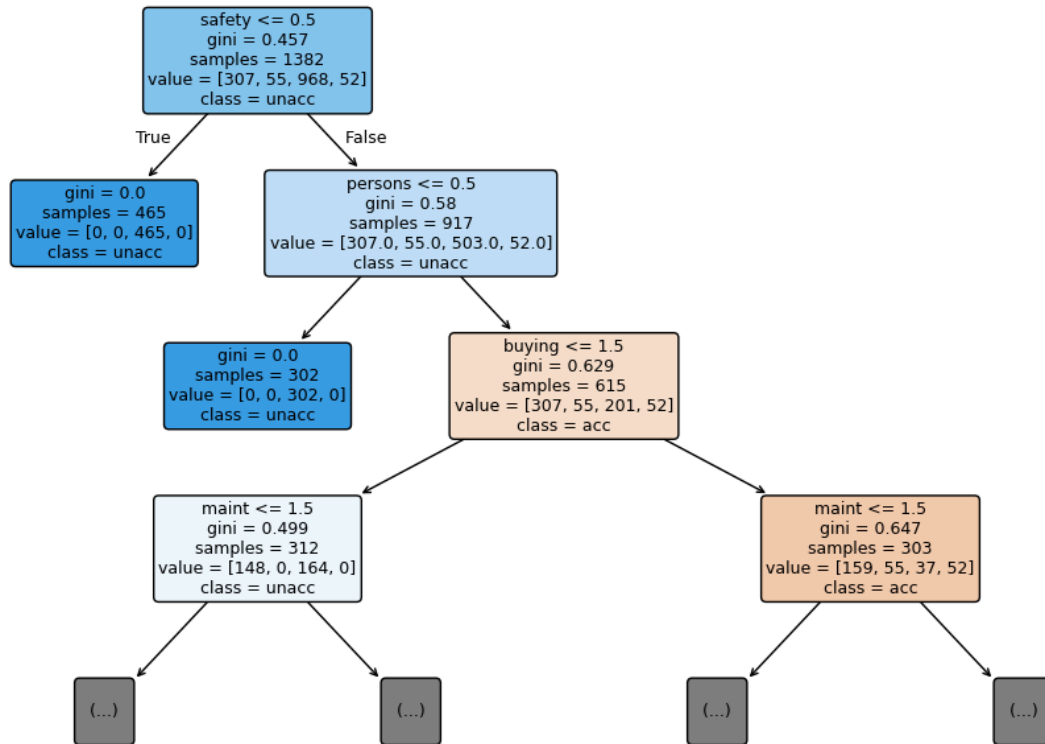 safety <= 0.5
gini = 0.457
samples = 1382
value = [307, 55, 968, 52]
class = unacc
True
False
gini = 0.0
samples = 465
value = [0, 0, 465, 0]
class = unacc
persons <= 0.5
gini = 0.58
samples = 917
value = [307.0, 55.0, 503.0, 52.0]
class = unacc
gini = 0.0
samples = 302
value = [0, 0, 302, 0]
class = unacc
buying <= 1.5
gini = 0.629
samples = 615
value = [307, 55, 201, 52]
class = acc
maint <= 1.5
gini = 0.499
samples = 312
value = [148, 0, 164, 0]
class = unacc
maint <= 1.5
gini = 0.647
samples = 303
value = [159, 55, 37, 52]
class = acc
(...)
(...)
(...)
(...)